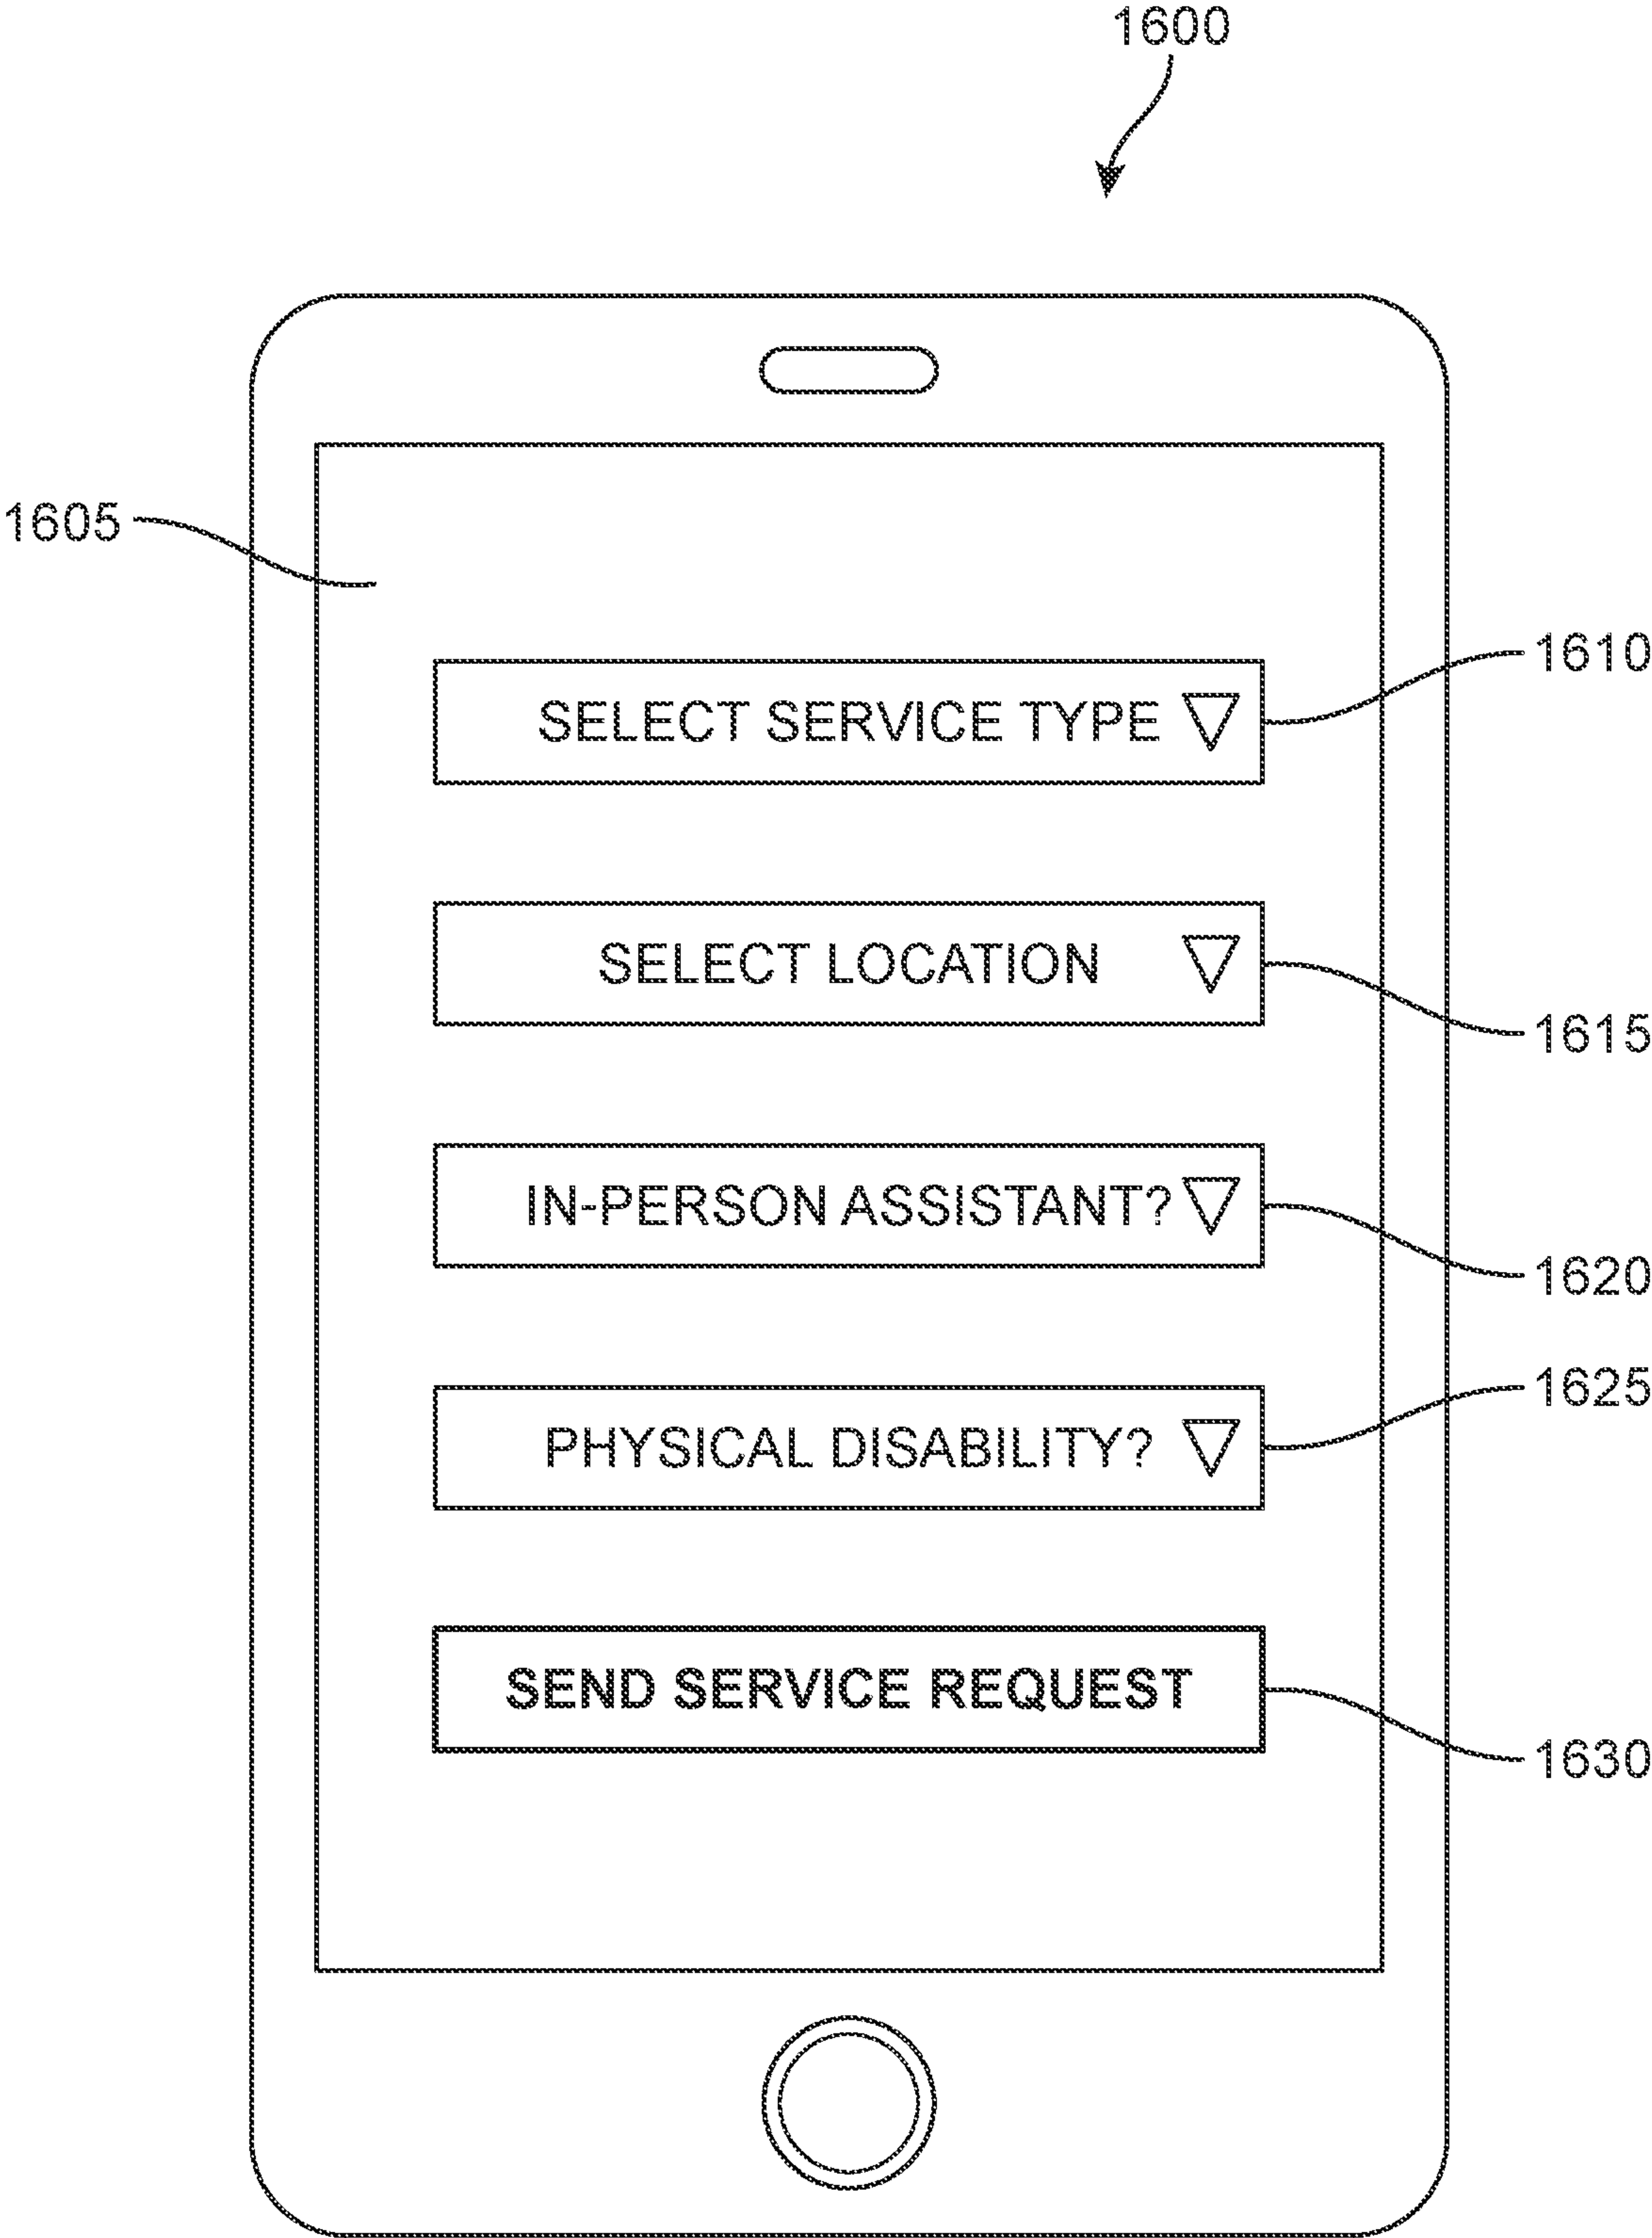 1600
1605
1610
SELECT SERVICE TYPE
SELECT LOCATION
1615
IN-PERSON ASSISTANT?
1620
1625
PHYSICAL DISABILITY?
SEND SERVICE REQUEST
1630